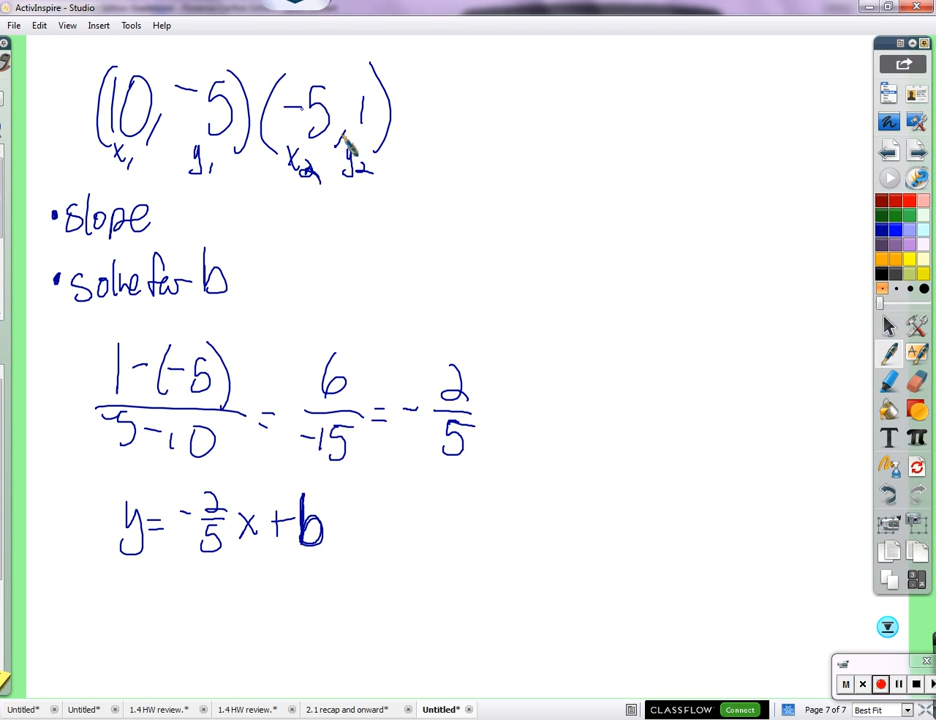 ActivInspire - Studio
File Edit View Insert Tools Help
(10, -5) (-5, 1)
x₁ y₁ x₂ y₂
• slope
• solve for b
1-(-5) / -5-10 = 6 / -15 = - 2 / 5
y = - 2/5 x + b
M
Untitled* Untitled* 1.4 HW review.* 1.4 HW review.* 2.1 recap and onward* Untitled* CLASSFLOW Connect Page 7 of 7 Best Fit